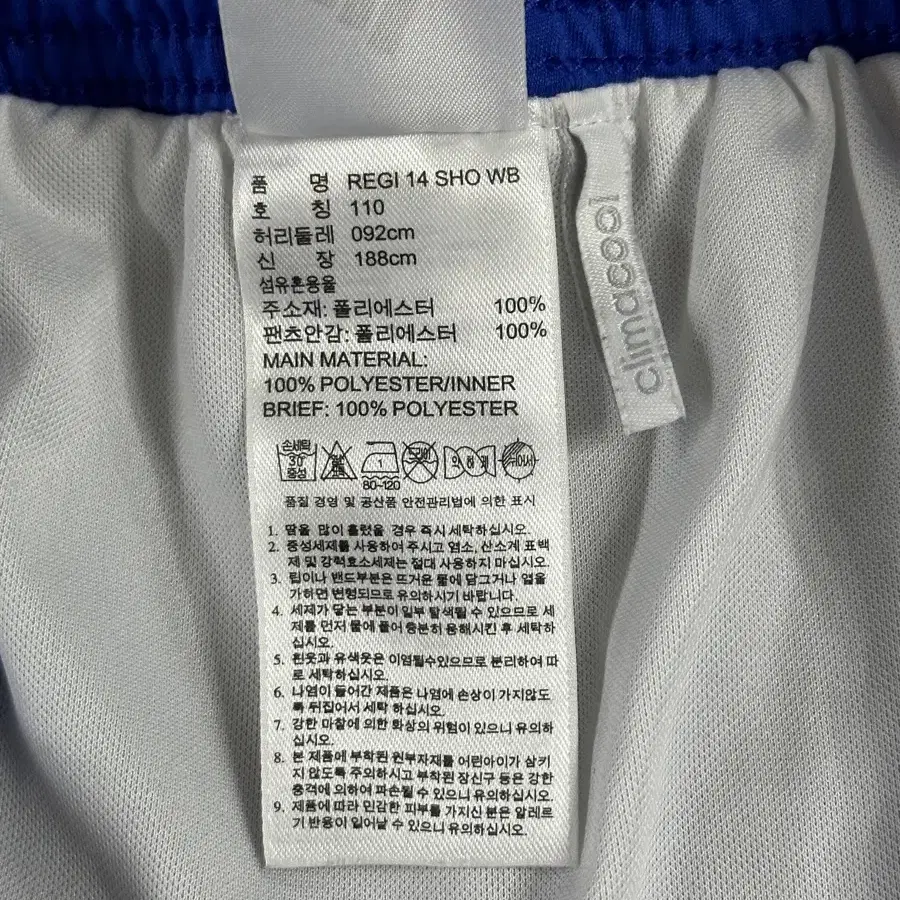 품 명 REGI 14 SHO WB
호 칭 110
허리둘레 092cm
신 장 188cm
섬유혼용율
주소재: 폴리에스터 100%
팬츠안감: 폴리에스터 100%
MAIN MATERIAL:
100% POLYESTER/INNER
BRIEF: 100% POLYESTER
climacool
손세탁 30 중성
1
80~120
드라이
약하게
뉘어서
품질 경영 및 공산품 안전관리법에 의한 표시
1. 땀을 많이 흘렸을 경우 즉시 세탁하십시오.
2. 중성세제를 사용하여 주시고 염소, 산소계 표백
제 및 강력효소세제는 절대 사용하지 마십시오.
3. 립이나 밴드부분은 뜨거운 물에 담그거나 열을
가하면 변형되므로 유의하시기 바랍니다.
4. 세제가 닿는 부분이 일부 탈색될 수 있으므로 세
제를 먼저 물에 풀어 충분히 용해시킨 후 세탁하
십시오.
5. 흰옷과 유색옷은 이염될수있으므로 분리하여 따
로 세탁하십시오.
6. 나염이 들어간 제품은 나염에 손상이 가지않도
록 뒤집어서 세탁 하십시오.
7. 강한 마찰에 의한 화상의 위험이 있으니 유의하
십시오.
8. 본 제품에 부착된 원부자재를 어린아이가 삼키
지 않도록 주의하시고 부착된 장신구 등은 강한
충격에 의하여 파손될 수 있으니 유의하십시오
9. 제품에 따라 민감한 피부를 가지신 분은 알레르
기 반응이 일어날 수 있으니 유의하십시오.